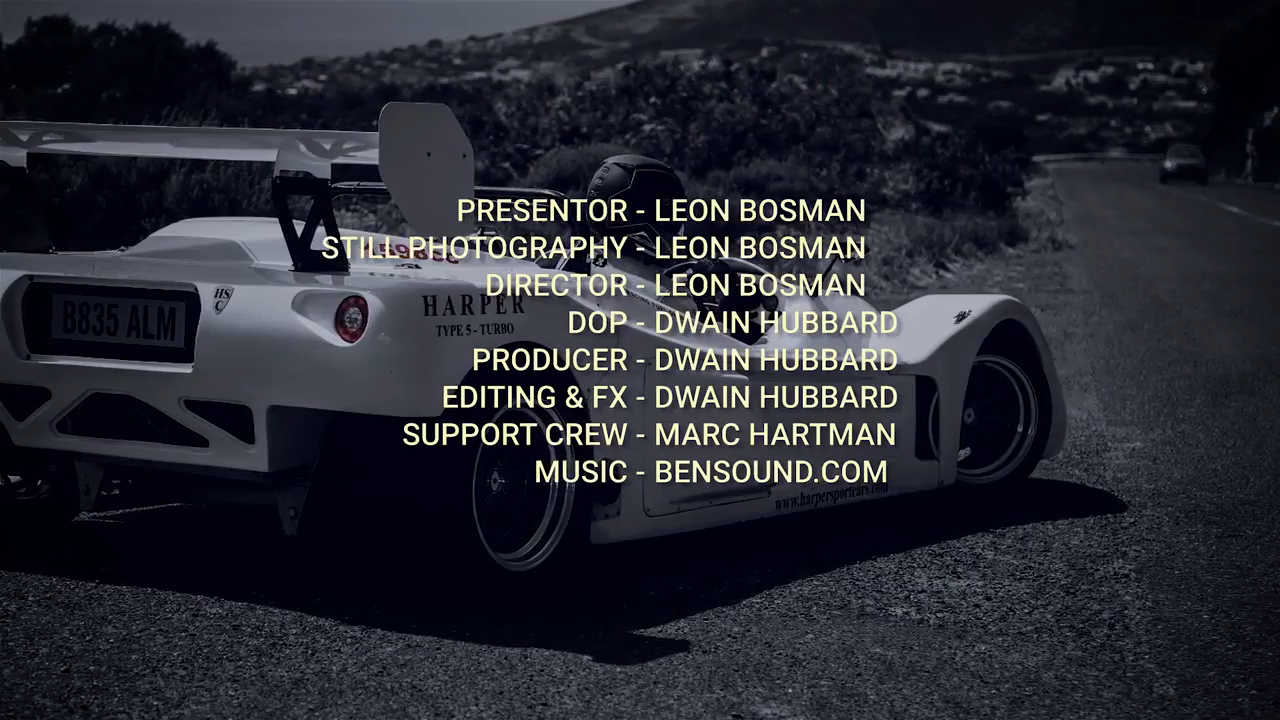 PRESENTOR - LEON BOSMAN
STILL PHOTOGRAPHY - LEON BOSMAN
DIRECTOR - LEON BOSMAN
DOP - DWAIN HUBBARD
PRODUCER - DWAIN HUBBARD
EDITING & FX - DWAIN HUBBARD
SUPPORT CREW - MARC HARTMAN
MUSIC - BENSOUND.COM
B835 ALM
HS
C
HARPER
TYPE 5 - TURBO
www.harpersportcars.com